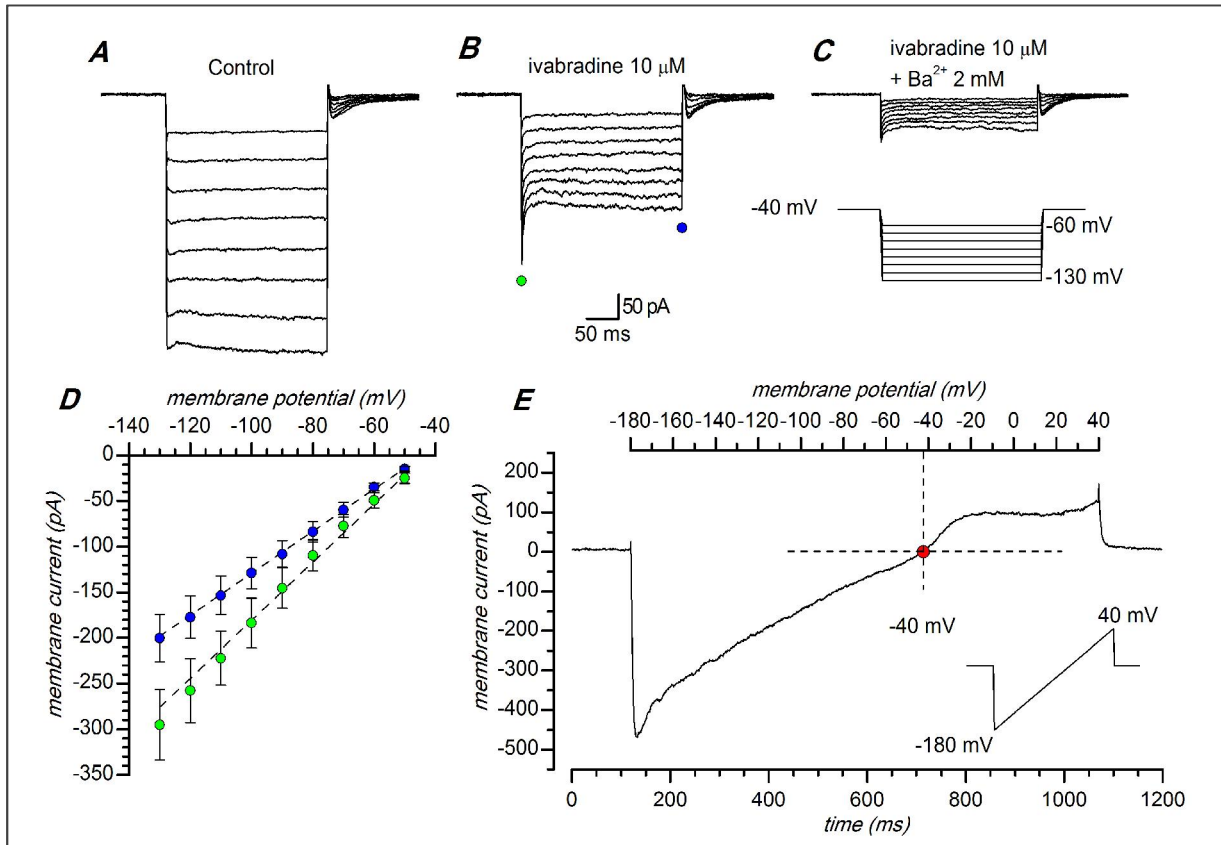 A
Control
B
ivabradine 10 µM
C
ivabradine 10 µM
+ Ba²⁺ 2 mM
-40 mV
-60 mV
-130 mV
50 pA
50 ms
D
membrane potential (mV)
-140 -120 -100 -80 -60 -40
0
-50
-100
-150
-200
-250
-300
-350
membrane current (pA)
E
membrane potential (mV)
-180 -160 -140 -120 -100 -80 -60 -40 -20 0 20 40
200
100
0
-100
-200
-300
-400
-500
membrane current (pA)
-40 mV
40 mV
-180 mV
0 200 400 600 800 1000 1200
time (ms)